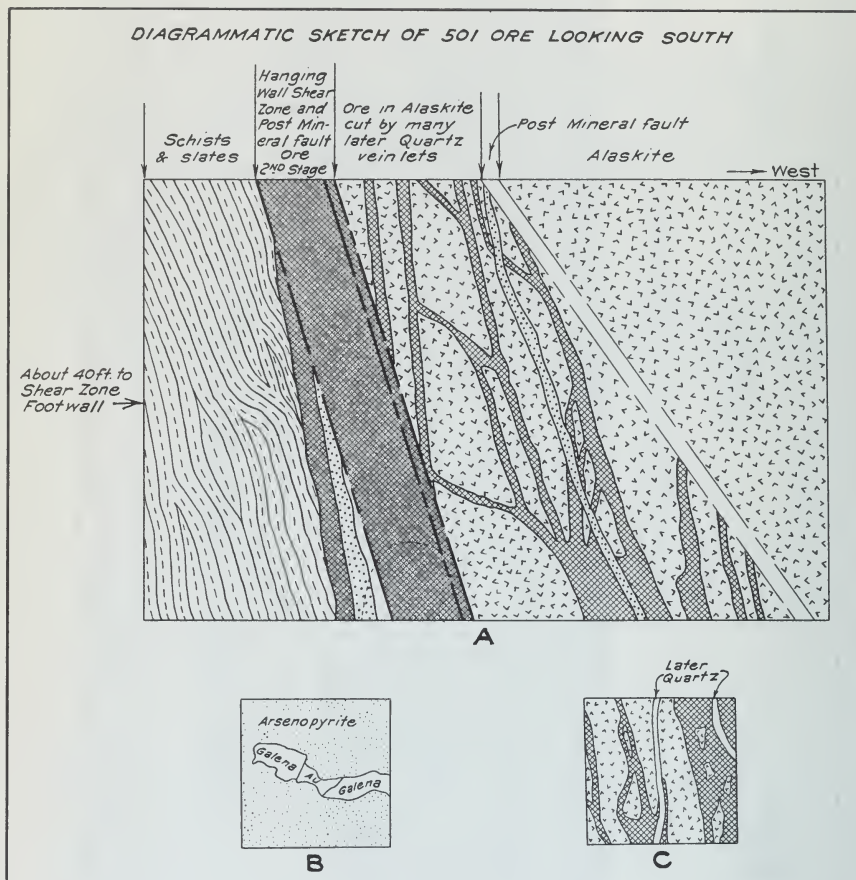 DIAGRAMMATIC SKETCH OF 501 ORE LOOKING SOUTH
Schists
& slates
Hanging
Wall Shear
Zone and
Post Min-
eral fault
Ore
2ND Stage
Ore in Alaskite
cut by many
later Quartz
veinlets
Post Mineral fault
Alaskite
West
About 40 ft. to
Shear Zone
Footwall
A
Arsenopyrite
Galena
Au
Galena
B
Later
Quartz
C